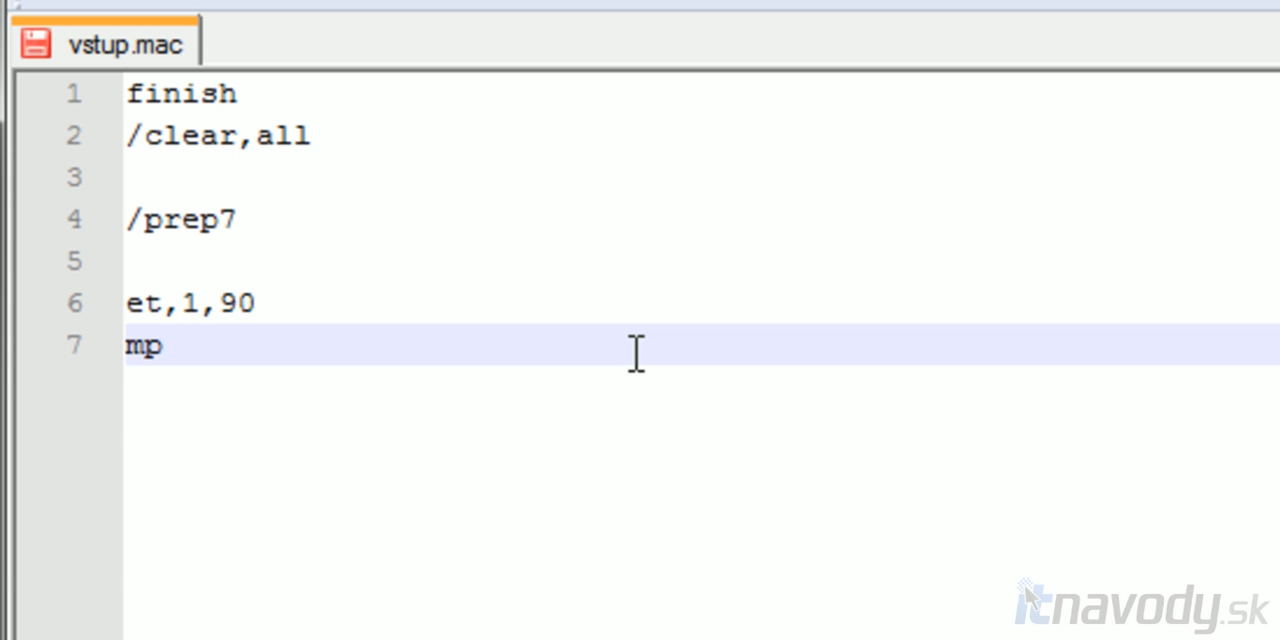 vstup.mac
1 finish
2 /clear,all
3
4 /prep7
5
6 et,1,90
7 mp
itnavody.sk